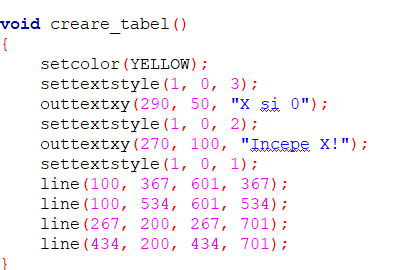 void creare_tabel()
{
    setcolor(YELLOW);
    settextstyle(1, 0, 3);
    outtextxy(290, 50, "X si 0");
    settextstyle(1, 0, 2);
    outtextxy(270, 100, "Incepe X!");
    settextstyle(1, 0, 1);
    line(100, 367, 601, 367);
    line(100, 534, 601, 534);
    line(267, 200, 267, 701);
    line(434, 200, 434, 701);
}